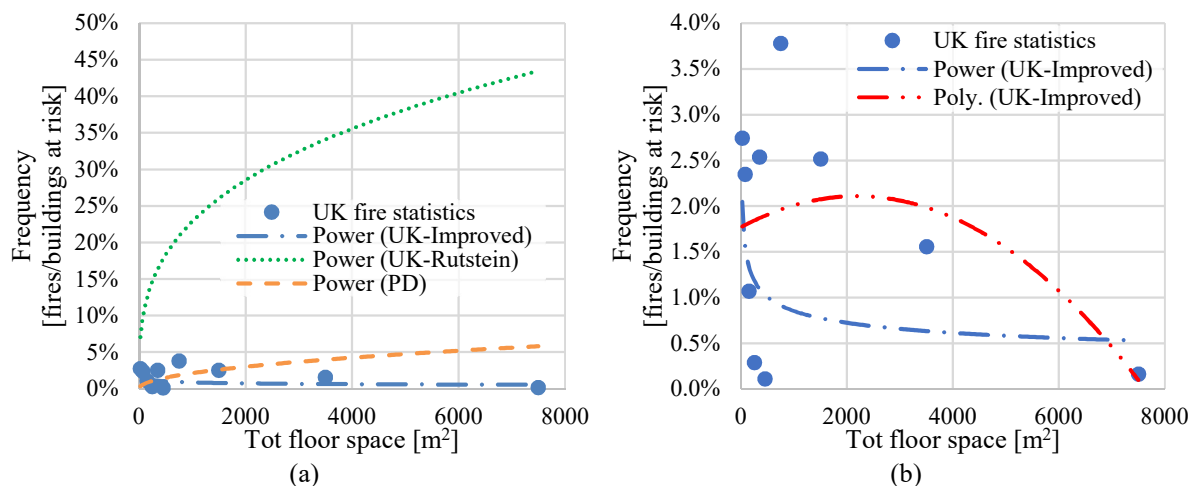 50%
45%
40%
35%
30%
25%
20%
15%
10%
5%
0%
Frequency
[fires/buildings at risk]
UK fire statistics
Power (UK-Improved)
Power (UK-Rutstein)
Power (PD)
0 2000 4000 6000 8000
Tot floor space [m²]
(a)
4.0%
3.5%
3.0%
2.5%
2.0%
1.5%
1.0%
0.5%
0.0%
Frequency
[fires/buildings at risk]
UK fire statistics
Power (UK-Improved)
Poly. (UK-Improved)
0 2000 4000 6000 8000
Tot floor space [m²]
(b)